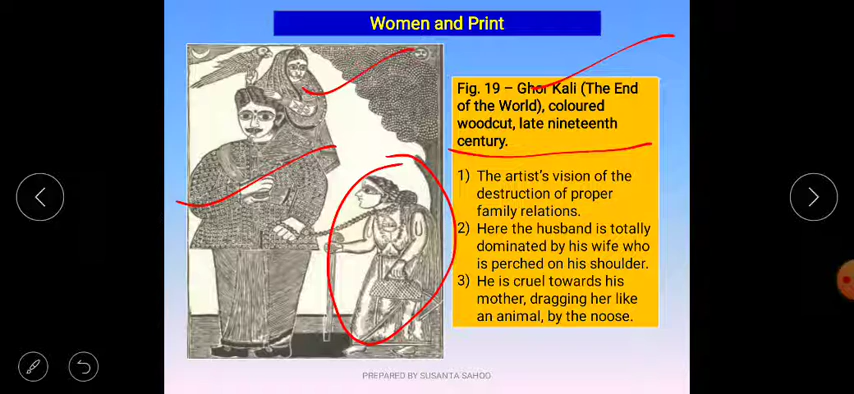 Women and Print
Fig. 19 – Ghor Kali (The End
of the World), coloured
woodcut, late nineteenth
century.
1) The artist's vision of the
destruction of proper
family relations.
2) Here the husband is totally
dominated by his wife who
is perched on his shoulder.
3) He is cruel towards his
mother, dragging her like
an animal, by the noose.
PREPARED BY SUSANTA SAHOO